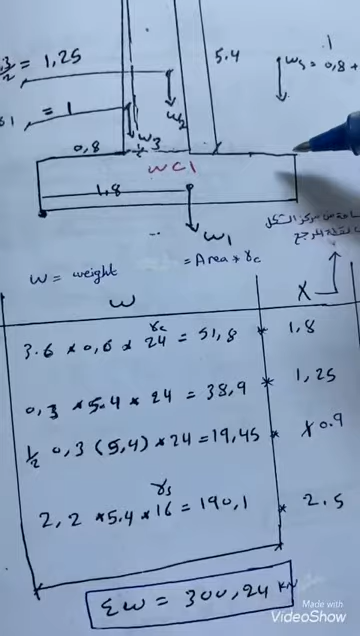 = 1,25
5.4
= 1
0,8
W3
W2
WC1
1.8
W1
W = weight
= Area * γc
W
X
3.6 * 0,6 * 24 = 51,8 * 1,8
γc
0,3 * 5.4 * 24 = 38,9 * 1,25
1/2 0,3 (5,4) * 24 = 19,45 * 0.9
γs
2,2 * 5.4 * 16 = 190,1 * 2.5
ΣW = 300,24 KN
Made with
VideoShow